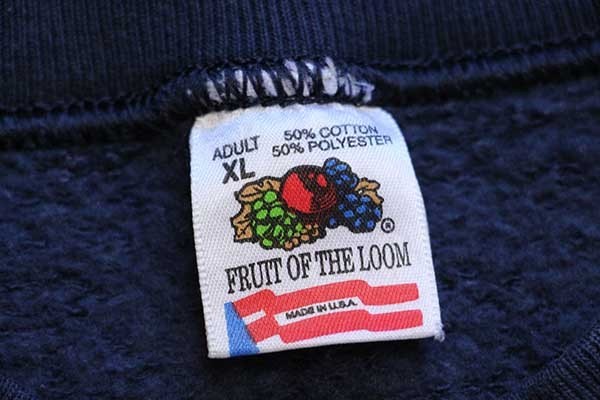 ADULT 50% COTTON
XL 50% POLYESTER
®
FRUIT OF THE LOOM
MADE IN U.S.A.